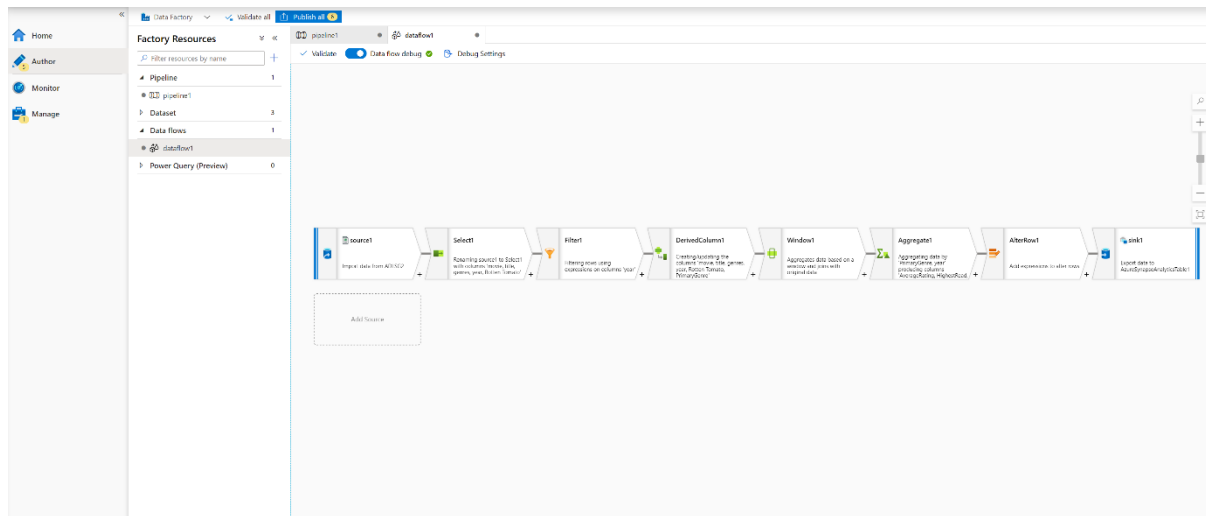 «
Data Factory
Validate all
Publish all
Home
Author
Monitor
Manage
Factory Resources
«
Filter resources by name
+
Pipeline 1
pipeline1
Dataset 3
Data flows 1
dataflow1
Power Query (Preview) 0
pipeline1
dataflow1
Validate
Data flow debug
Debug Settings
source1
Import data from ADLSG2
+
Select1
Renaming source1 to Select1
with columns 'movie, title,
genres, year, Rotten Tomato'
+
Filter1
Filtering rows using
expressions on columns 'year'
+
DerivedColumn1
Creating/updating the
columns 'movie, title, genres,
year, Rotten Tomato,
PrimaryGenre'
+
Window1
Aggregates data based on a
window and joins with
original data
+
Aggregate1
Aggregating data by
'PrimaryGenre, year'
producing columns
'AverageRating, HighestRated
+
AlterRow1
Add expressions to alter rows
+
sink1
Export data to
AzureSynapseAnalyticsTable1
Add Source